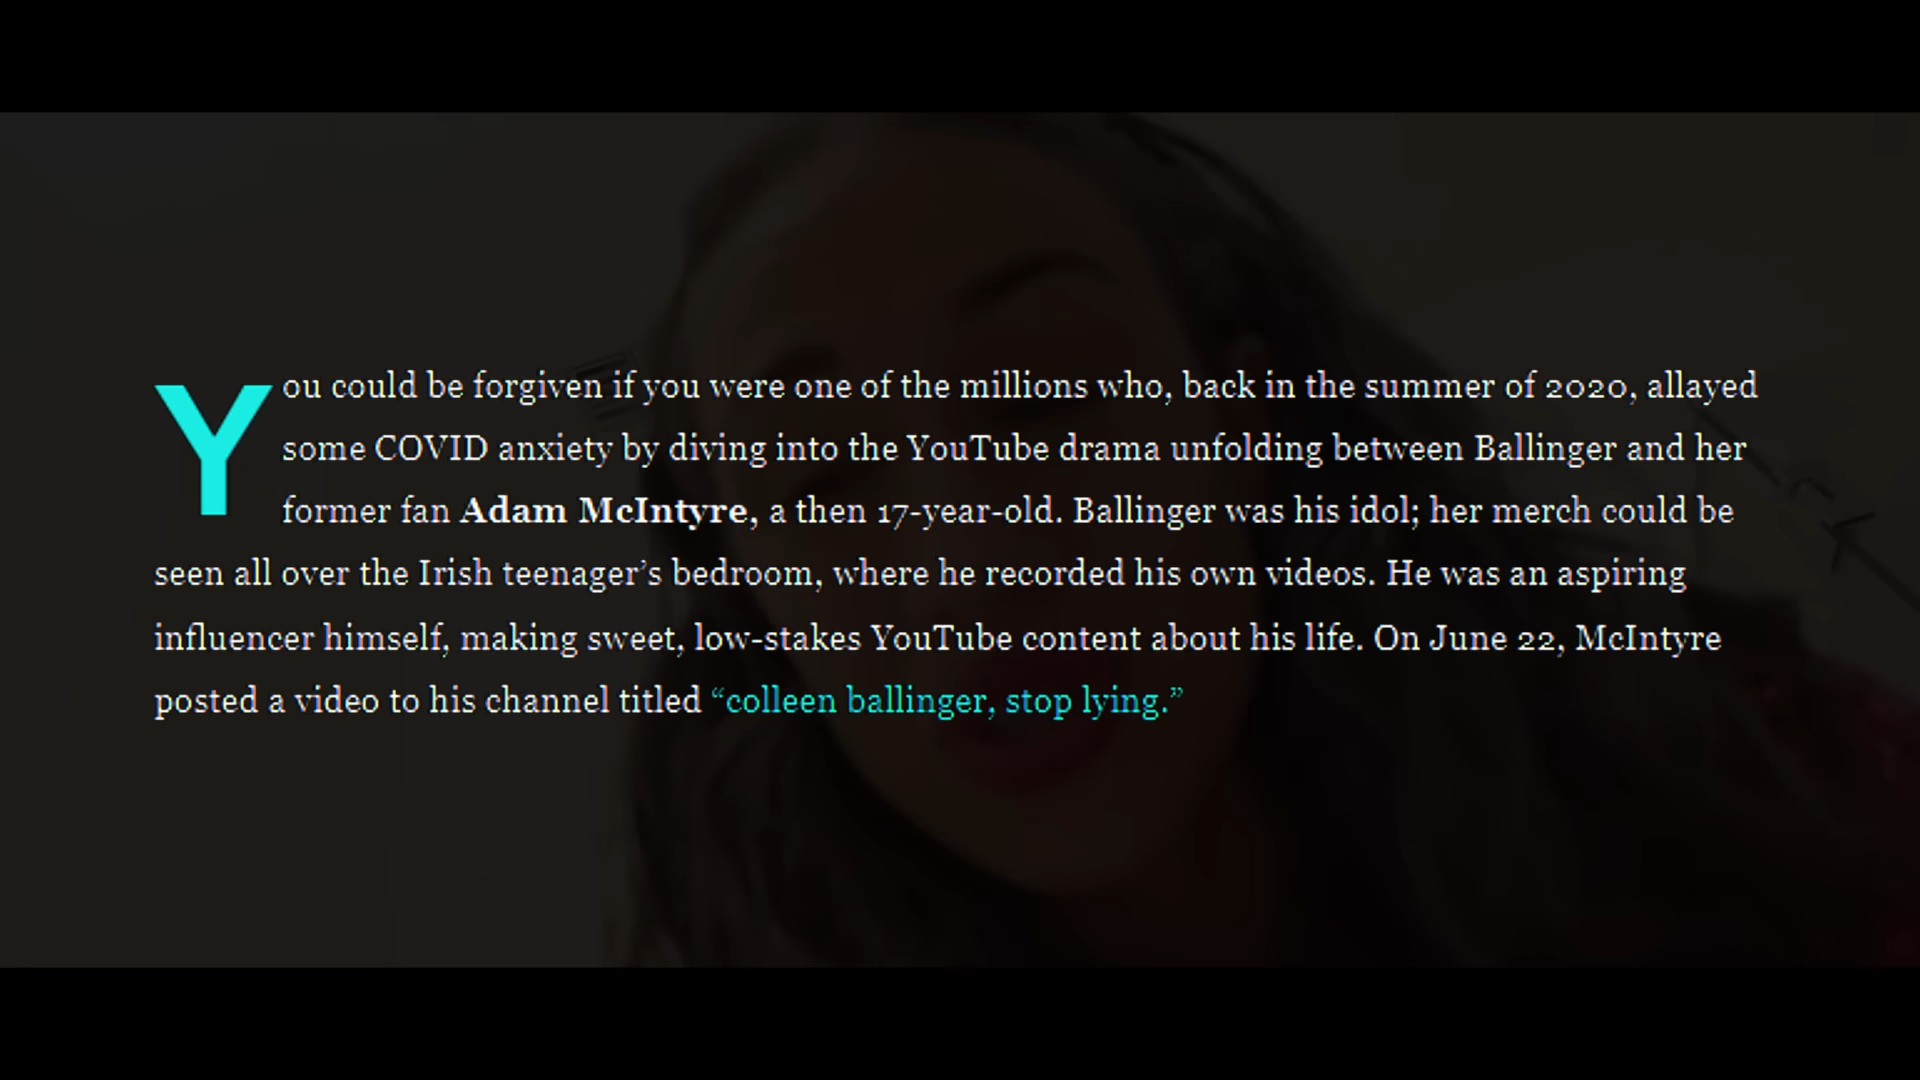 You could be forgiven if you were one of the millions who, back in the summer of 2020, allayed
some COVID anxiety by diving into the YouTube drama unfolding between Ballinger and her
former fan Adam McIntyre, a then 17-year-old. Ballinger was his idol; her merch could be
seen all over the Irish teenager’s bedroom, where he recorded his own videos. He was an aspiring
influencer himself, making sweet, low-stakes YouTube content about his life. On June 22, McIntyre
posted a video to his channel titled “colleen ballinger, stop lying.”